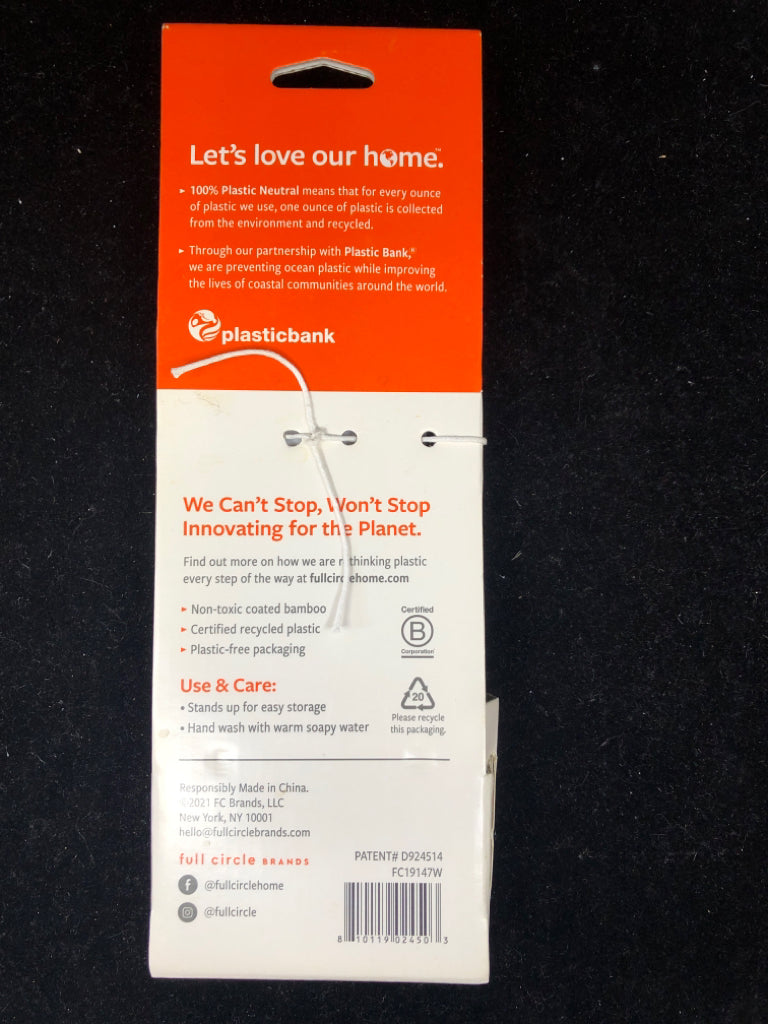 Let's love our home.™
▸ 100% Plastic Neutral means that for every ounce
of plastic we use, one ounce of plastic is collected
from the environment and recycled.
▸ Through our partnership with Plastic Bank,®
we are preventing ocean plastic while improving
the lives of coastal communities around the world.
plasticbank
We Can't Stop, Won't Stop
Innovating for the Planet.
Find out more on how we are rethinking plastic
every step of the way at fullcirclehome.com
▸ Non-toxic coated bamboo
▸ Certified recycled plastic
▸ Plastic-free packaging
Certified
B
Corporation
Use & Care:
• Stands up for easy storage
• Hand wash with warm soapy water
20
Please recycle
this packaging.
Responsibly Made in China.
©2021 FC Brands, LLC
New York, NY 10001
hello@fullcirclebrands.com
full circle BRANDS
@fullcirclehome
@fullcircle
PATENT# D924514
FC19147W
8 10119 02450 3